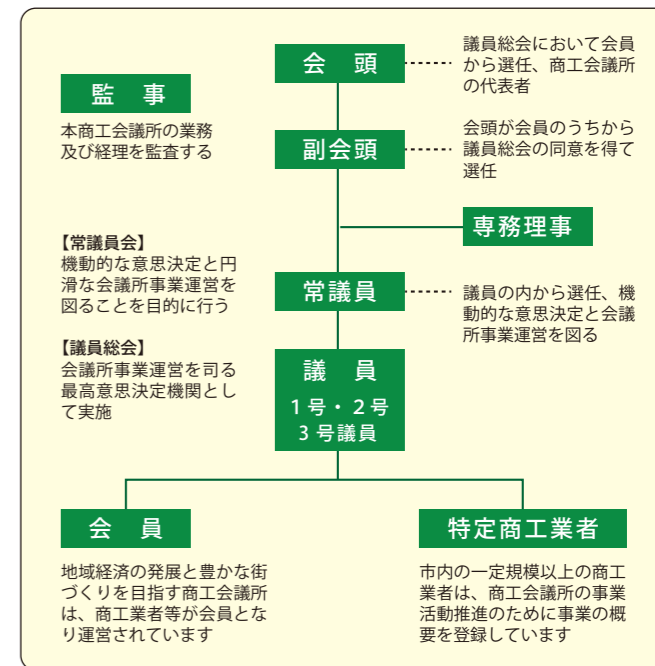 会　頭
議員総会において会員
から選任、商工会議所
の代表者
監　事
本商工会議所の業務
及び経理を監査する
副会頭
会頭が会員のうちから
議員総会の同意を得て
選任
専務理事
【常議員会】
機動的な意思決定と円
滑な会議所事業運営を
図ることを目的に行う
常議員
議員の内から選任、機
動的な意思決定と会議
所事業運営を図る
【議員総会】
会議所事業運営を司る
最高意思決定機関とし
て実施
議　員
1号・2号
3号議員
会　員
地域経済の発展と豊かな街
づくりを目指す商工会議所
は、商工業者等が会員とな
り運営されています
特定商工業者
市内の一定規模以上の商工
業者は、商工会議所の事業
活動推進のために事業の概
要を登録しています